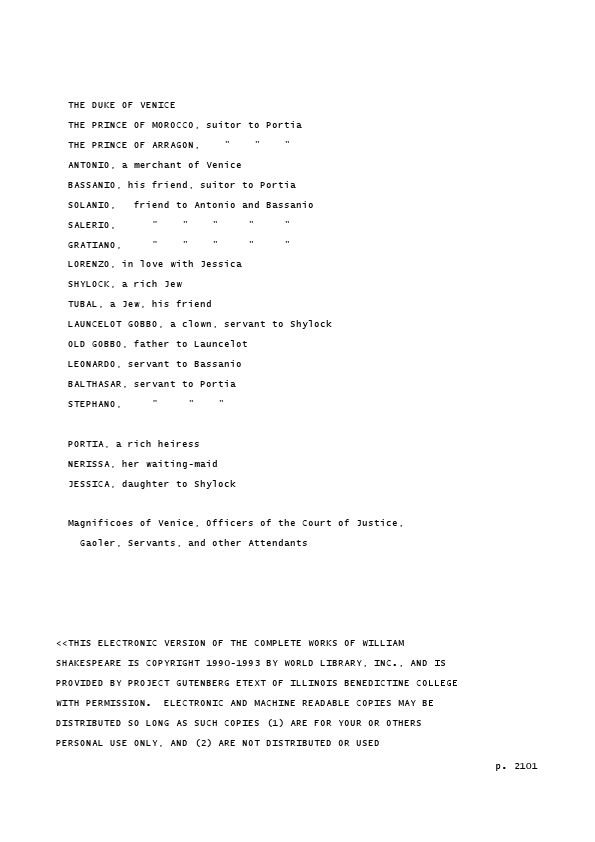 THE DUKE OF VENICE
THE PRINCE OF MOROCCO, suitor to Portia
THE PRINCE OF ARRAGON,    "    "    "
ANTONIO, a merchant of Venice
BASSANIO, his friend, suitor to Portia
SOLANIO,   friend to Antonio and Bassanio
SALERIO,      "    "    "     "     "
GRATIANO,     "    "    "     "     "
LORENZO, in love with Jessica
SHYLOCK, a rich Jew
TUBAL, a Jew, his friend
LAUNCELOT GOBBO, a clown, servant to Shylock
OLD GOBBO, father to Launcelot
LEONARDO, servant to Bassanio
BALTHASAR, servant to Portia
STEPHANO,     "     "    "
PORTIA, a rich heiress
NERISSA, her waiting-maid
JESSICA, daughter to Shylock
Magnificoes of Venice, Officers of the Court of Justice,
Gaoler, Servants, and other Attendants
<<THIS ELECTRONIC VERSION OF THE COMPLETE WORKS OF WILLIAM
SHAKESPEARE IS COPYRIGHT 1990-1993 BY WORLD LIBRARY, INC., AND IS
PROVIDED BY PROJECT GUTENBERG ETEXT OF ILLINOIS BENEDICTINE COLLEGE
WITH PERMISSION.  ELECTRONIC AND MACHINE READABLE COPIES MAY BE
DISTRIBUTED SO LONG AS SUCH COPIES (1) ARE FOR YOUR OR OTHERS
PERSONAL USE ONLY, AND (2) ARE NOT DISTRIBUTED OR USED
p. 2101